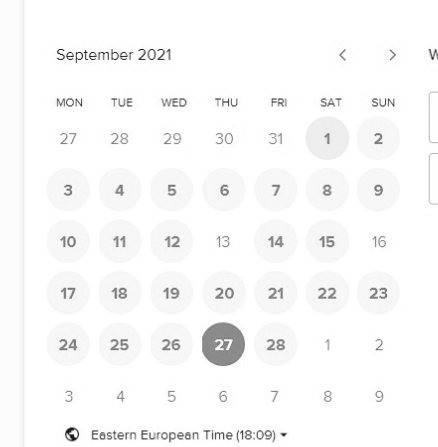 September 2021 < > W
MON TUE WED THU FRI SAT SUN
27 28 29 30 31 1 2
3 4 5 6 7 8 9
10 11 12 13 14 15 16
17 18 19 20 21 22 23
24 25 26 27 28 1 2
3 4 5 6 7 8 9
Eastern European Time (18:09)